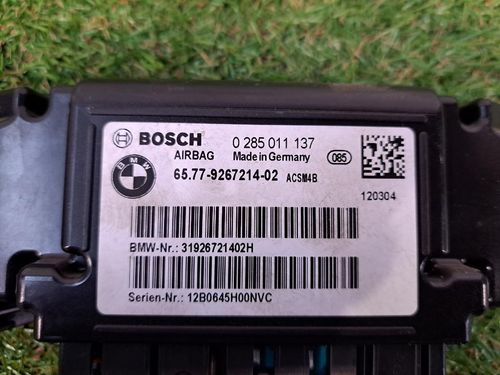 BOSCH 0 285 011 137
AIRBAG Made in Germany 085
BMW 65.77-9267214-02 ACSM4B
120304
BMW-Nr.: 31926721402H
Serien-Nr.: 12B0645H00NVC